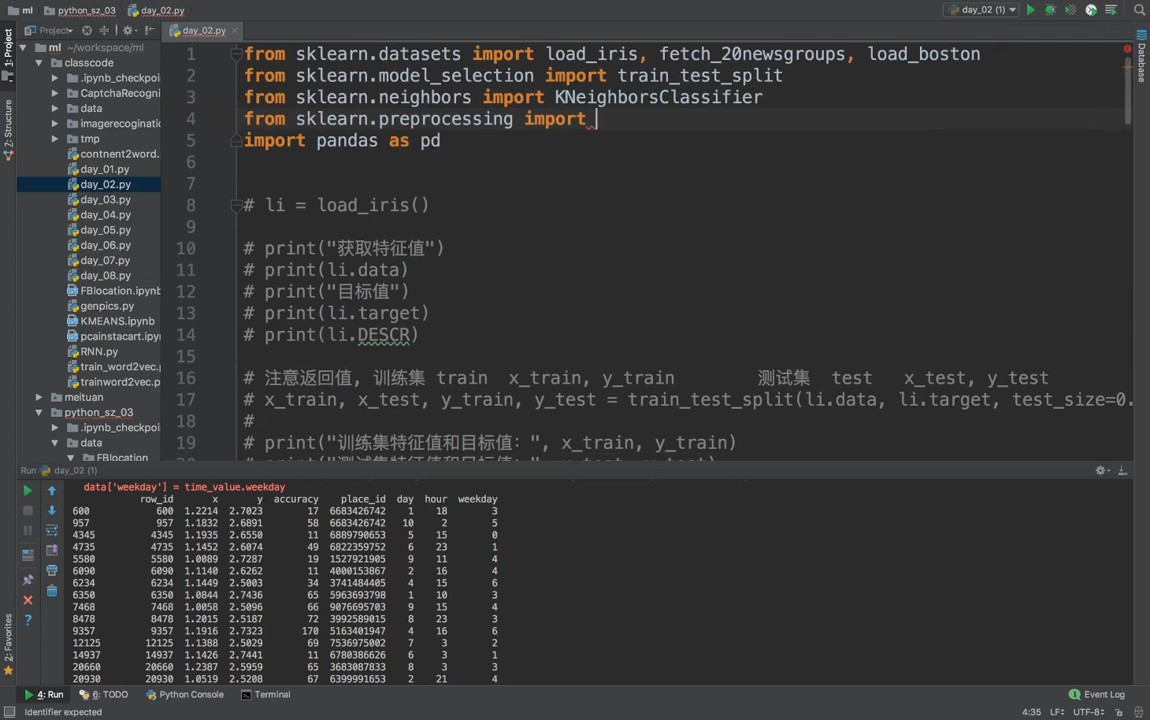 ml
python_sz_03
day_02.py
day_02 (1)
Project
day_02.py
1: Project
7: Structure
2: Favorites
Database
ml ~/workspace/ml
classcode
.ipynb_checkpoi
CaptchaRecogni
data
imagerecognit
tmp
contnent2word.
day_01.py
day_02.py
day_03.py
day_04.py
day_05.py
day_06.py
day_07.py
day_08.py
FBlocation.ipynb
genpics.py
KMEANS.ipynb
pcainstacart.ipyn
RNN.py
train_word2vec.p
trainword2vec.p
meituan
python_sz_03
.ipynb_checkpoi
data
FBlocation
1 from sklearn.datasets import load_iris, fetch_20newsgroups, load_boston
2 from sklearn.model_selection import train_test_split
3 from sklearn.neighbors import KNeighborsClassifier
4 from sklearn.preprocessing import
5 import pandas as pd
6
7
8 # li = load_iris()
9
10 # print("获取特征值")
11 # print(li.data)
12 # print("目标值")
13 # print(li.target)
14 # print(li.DESCR)
15
16 # 注意返回值, 训练集 train x_train, y_train 测试集 test x_test, y_test
17 # x_train, x_test, y_train, y_test = train_test_split(li.data, li.target, test_size=0.
18 #
19 # print("训练集特征值和目标值: ", x_train, y_train)
Run day_02 (1)
data['weekday'] = time_value.weekday
row_id x y accuracy place_id day hour weekday
600 600 1.2214 2.7023 17 6683426742 1 18 3
957 957 1.1832 2.6891 58 6683426742 10 2 5
4345 4345 1.1935 2.6550 11 6889790653 5 15 0
4735 4735 1.1452 2.6074 49 6822359752 6 23 1
5580 5580 1.0089 2.7287 19 1527921905 9 11 4
6090 6090 1.1140 2.6262 11 4000153867 2 16 4
6234 6234 1.1449 2.5003 34 3741484405 4 15 6
6350 6350 1.0844 2.7436 65 5963693798 1 10 3
7468 7468 1.0058 2.5096 66 9076695703 9 15 4
8478 8478 1.2015 2.5187 72 3992589015 8 23 3
9357 9357 1.1916 2.7323 170 5163401947 4 16 6
12125 12125 1.1388 2.5029 69 7536975002 7 3 2
14937 14937 1.1426 2.7441 11 6780386626 3 1
20660 20660 1.2387 2.5959 65 3683087833 8 3 3
20930 20930 1.0519 2.5208 67 6399991653 2 21 4
4: Run
6: TODO
Python Console
Terminal
Event Log
Identifier expected
4:35 LF÷ UTF-8÷